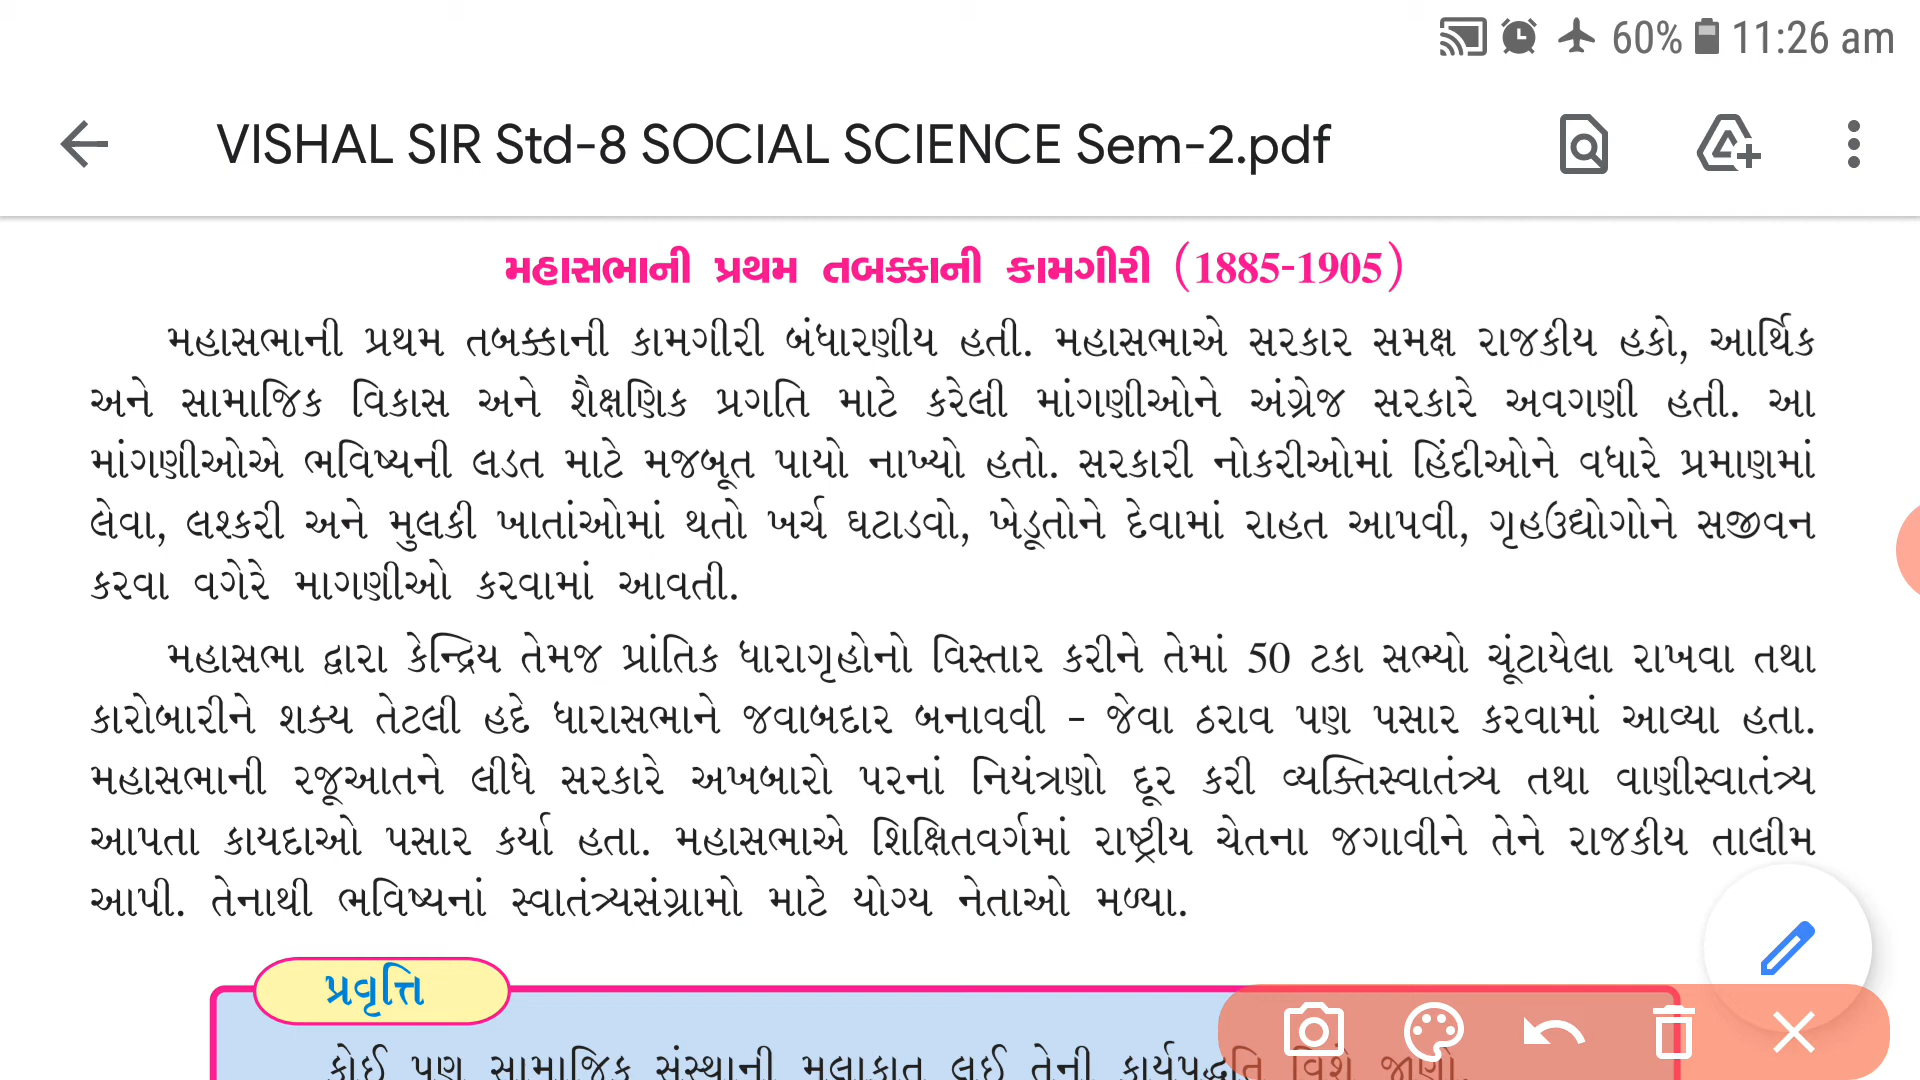 60% 11:26 am
VISHAL SIR Std-8 SOCIAL SCIENCE Sem-2.pdf
મહાસભાની પ્રથમ તબક્કાની કામગીરી (1885-1905)
મહાસભાની પ્રથમ તબક્કાની કામગીરી બંધારણીય હતી. મહાસભાએ સરકાર સમક્ષ રાજકીય હકો, આર્થિક
અને સામાજિક વિકાસ અને શૈક્ષણિક પ્રગતિ માટે કરેલી માંગણીઓને અંગ્રેજ સરકારે અવગણી હતી. આ
માંગણીઓએ ભવિષ્યની લડત માટે મજબૂત પાયો નાખ્યો હતો. સરકારી નોકરીઓમાં હિંદીઓને વધારે પ્રમાણમાં
લેવા, લશ્કરી અને મુલકી ખાતાંઓમાં થતો ખર્ચ ઘટાડવો, ખેડૂતોને દેવામાં રાહત આપવી, ગૃહઉદ્યોગોને સજીવન
કરવા વગેરે માગણીઓ કરવામાં આવતી.
મહાસભા દ્વારા કેન્દ્રિય તેમજ પ્રાંતિક ધારાગૃહોનો વિસ્તાર કરીને તેમાં 50 ટકા સભ્યો ચૂંટાયેલા રાખવા તથા
કારોબારીને શક્ય તેટલી હદે ધારાસભાને જવાબદાર બનાવવી – જેવા ઠરાવ પણ પસાર કરવામાં આવ્યા હતા.
મહાસભાની રજૂઆતને લીધે સરકારે અખબારો પરનાં નિયંત્રણો દૂર કરી વ્યક્તિસ્વાતંત્ર્ય તથા વાણીસ્વાતંત્ર્ય
આપતા કાયદાઓ પસાર કર્યા હતા. મહાસભાએ શિક્ષિતવર્ગમાં રાષ્ટ્રીય ચેતના જગાવીને તેને રાજકીય તાલીમ
આપી. તેનાથી ભવિષ્યનાં સ્વાતંત્ર્યસંગ્રામો માટે યોગ્ય નેતાઓ મળ્યા.
પ્રવૃત્તિ
કોઈ પણ સામાજિક સંસ્થાની મુલાકાત લઈ તેની કાર્યપદ્ધતિ વિશે જાણો.